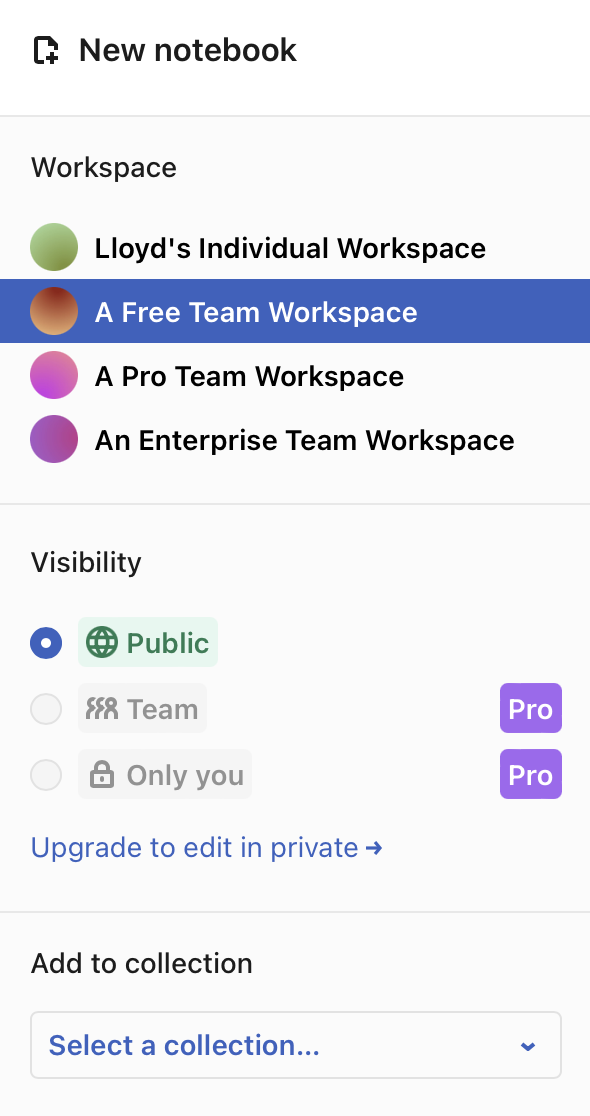 New notebook
Workspace
Lloyd's Individual Workspace
A Free Team Workspace
A Pro Team Workspace
An Enterprise Team Workspace
Visibility
Public
Team Pro
Only you Pro
Upgrade to edit in private →
Add to collection
Select a collection...